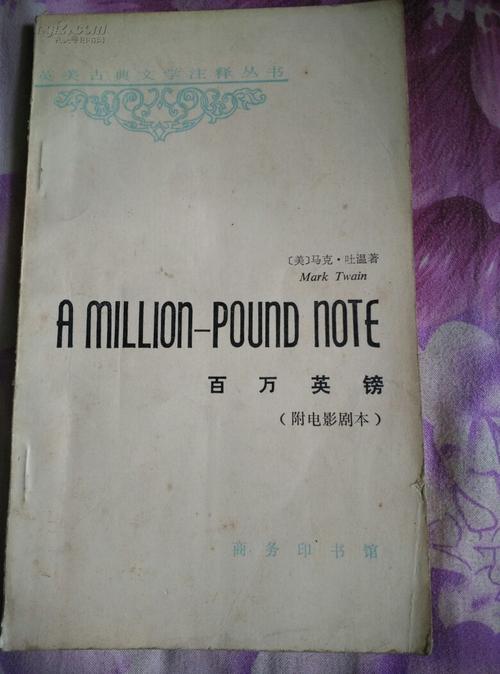 英美古典文学注释丛书
〔美〕马克·吐温著
Mark Twain
A MILLION-POUND NOTE
百万英镑
（附电影剧本）
商务印书馆